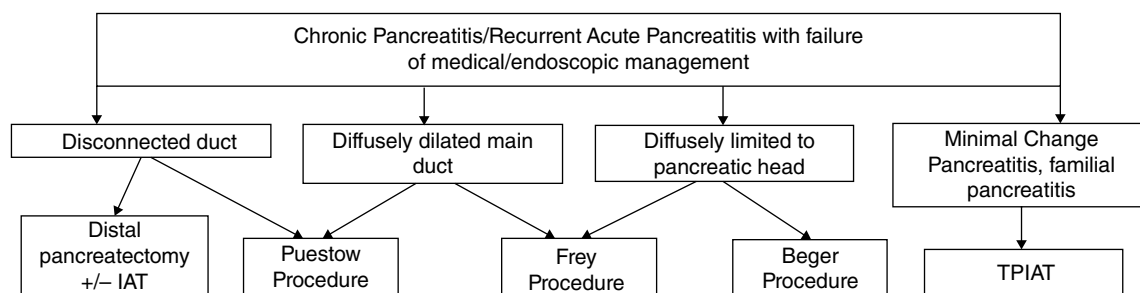 Chronic Pancreatitis/Recurrent Acute Pancreatitis with failure
of medical/endoscopic management
Disconnected duct
Diffusely dilated main
duct
Diffusely limited to
pancreatic head
Minimal Change
Pancreatitis, familial
pancreatitis
Distal
pancreatectomy
+/– IAT
Puestow
Procedure
Frey
Procedure
Beger
Procedure
TPIAT